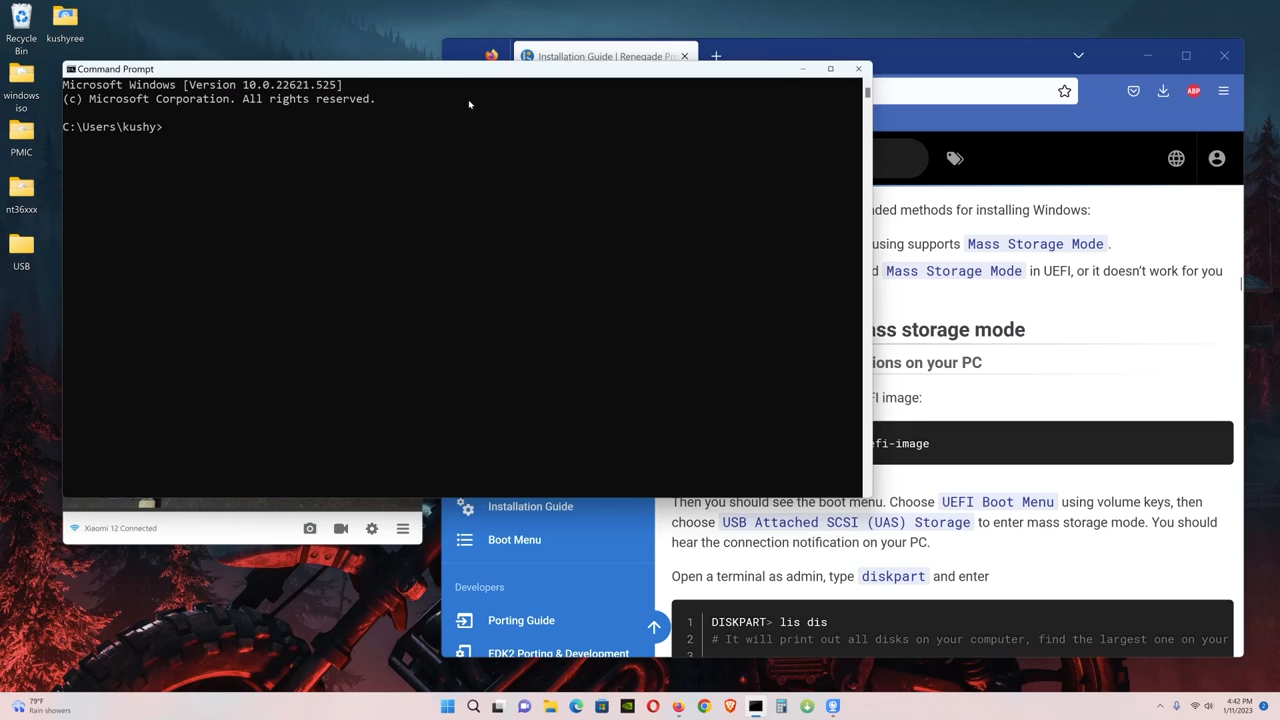 Recycle
Bin
kushyree
windows
iso
PMIC
nt36xxx
USB
Installation Guide | Renegade Pr
Command Prompt
Microsoft Windows [Version 10.0.22621.525]
(c) Microsoft Corporation. All rights reserved.
C:\Users\kushy>
ABP
ded methods for installing Windows:
using supports Mass Storage Mode.
d Mass Storage Mode in UEFI, or it doesn’t work for you
ss storage mode
ions on your PC
FI image:
efi-image
Then you should see the boot menu. Choose UEFI Boot Menu using volume keys, then
choose USB Attached SCSI (UAS) Storage to enter mass storage mode. You should
hear the connection notification on your PC.
Open a terminal as admin, type diskpart and enter
1 DISKPART> lis dis
2 # It will print out all disks on your computer, find the largest one on your
3
Installation Guide
Boot Menu
Developers
Porting Guide
EDK2 Porting & Development
Xiaomi 12 Connected
79°F
Rain showers
4:42 PM
1/11/2023
2